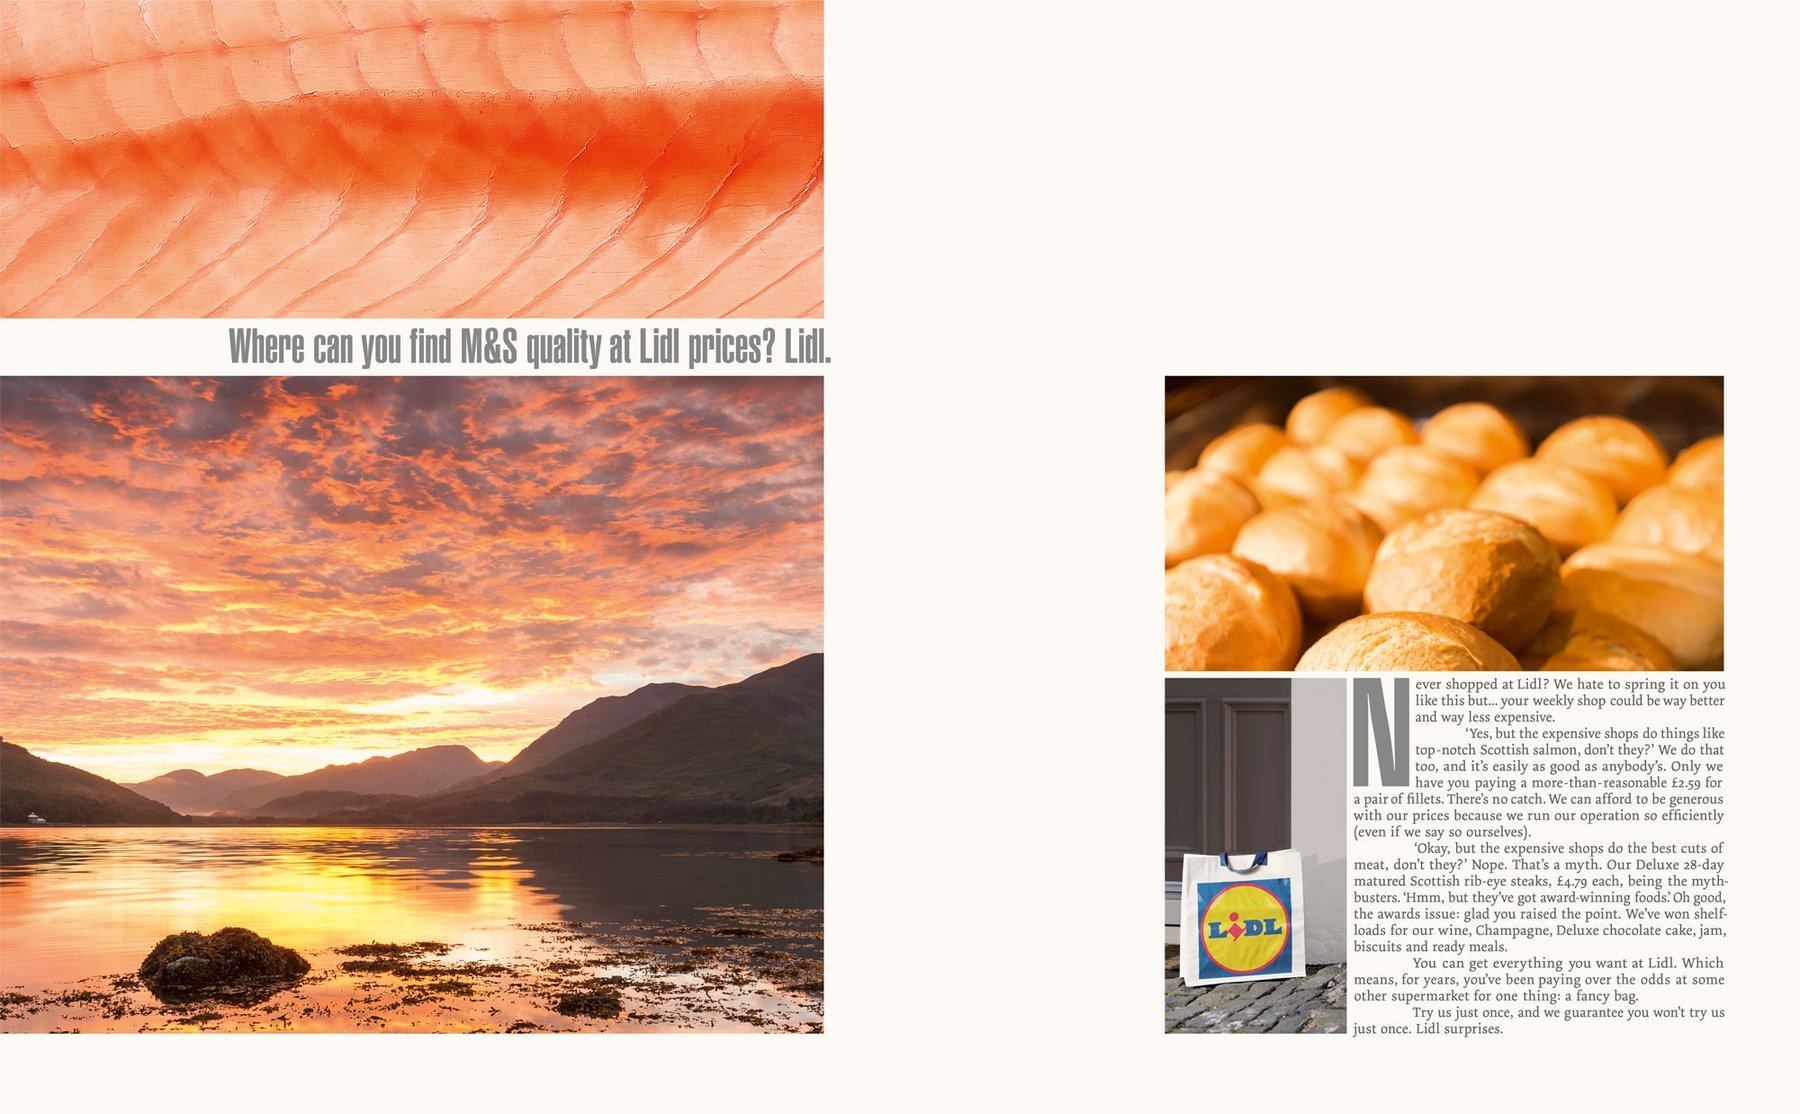 Where can you find M&S quality at Lidl prices? Lidl.
LiDL
Never shopped at Lidl? We hate to spring it on you
like this but... your weekly shop could be way better
and way less expensive.
‘Yes, but the expensive shops do things like
top-notch Scottish salmon, don’t they?’ We do that
too, and it’s easily as good as anybody’s. Only we
have you paying a more-than-reasonable £2.59 for
a pair of fillets. There’s no catch. We can afford to be generous
with our prices because we run our operation so efficiently
(even if we say so ourselves).
‘Okay, but the expensive shops do the best cuts of
meat, don’t they?’ Nope. That’s a myth. Our Deluxe 28-day
matured Scottish rib-eye steaks, £4.79 each, being the myth-
busters. ‘Hmm, but they’ve got award-winning foods.’ Oh good,
the awards issue: glad you raised the point. We’ve won shelf-
loads for our wine, Champagne, Deluxe chocolate cake, jam,
biscuits and ready meals.
You can get everything you want at Lidl. Which
means, for years, you’ve been paying over the odds at some
other supermarket for one thing: a fancy bag.
Try us just once, and we guarantee you won’t try us
just once. Lidl surprises.